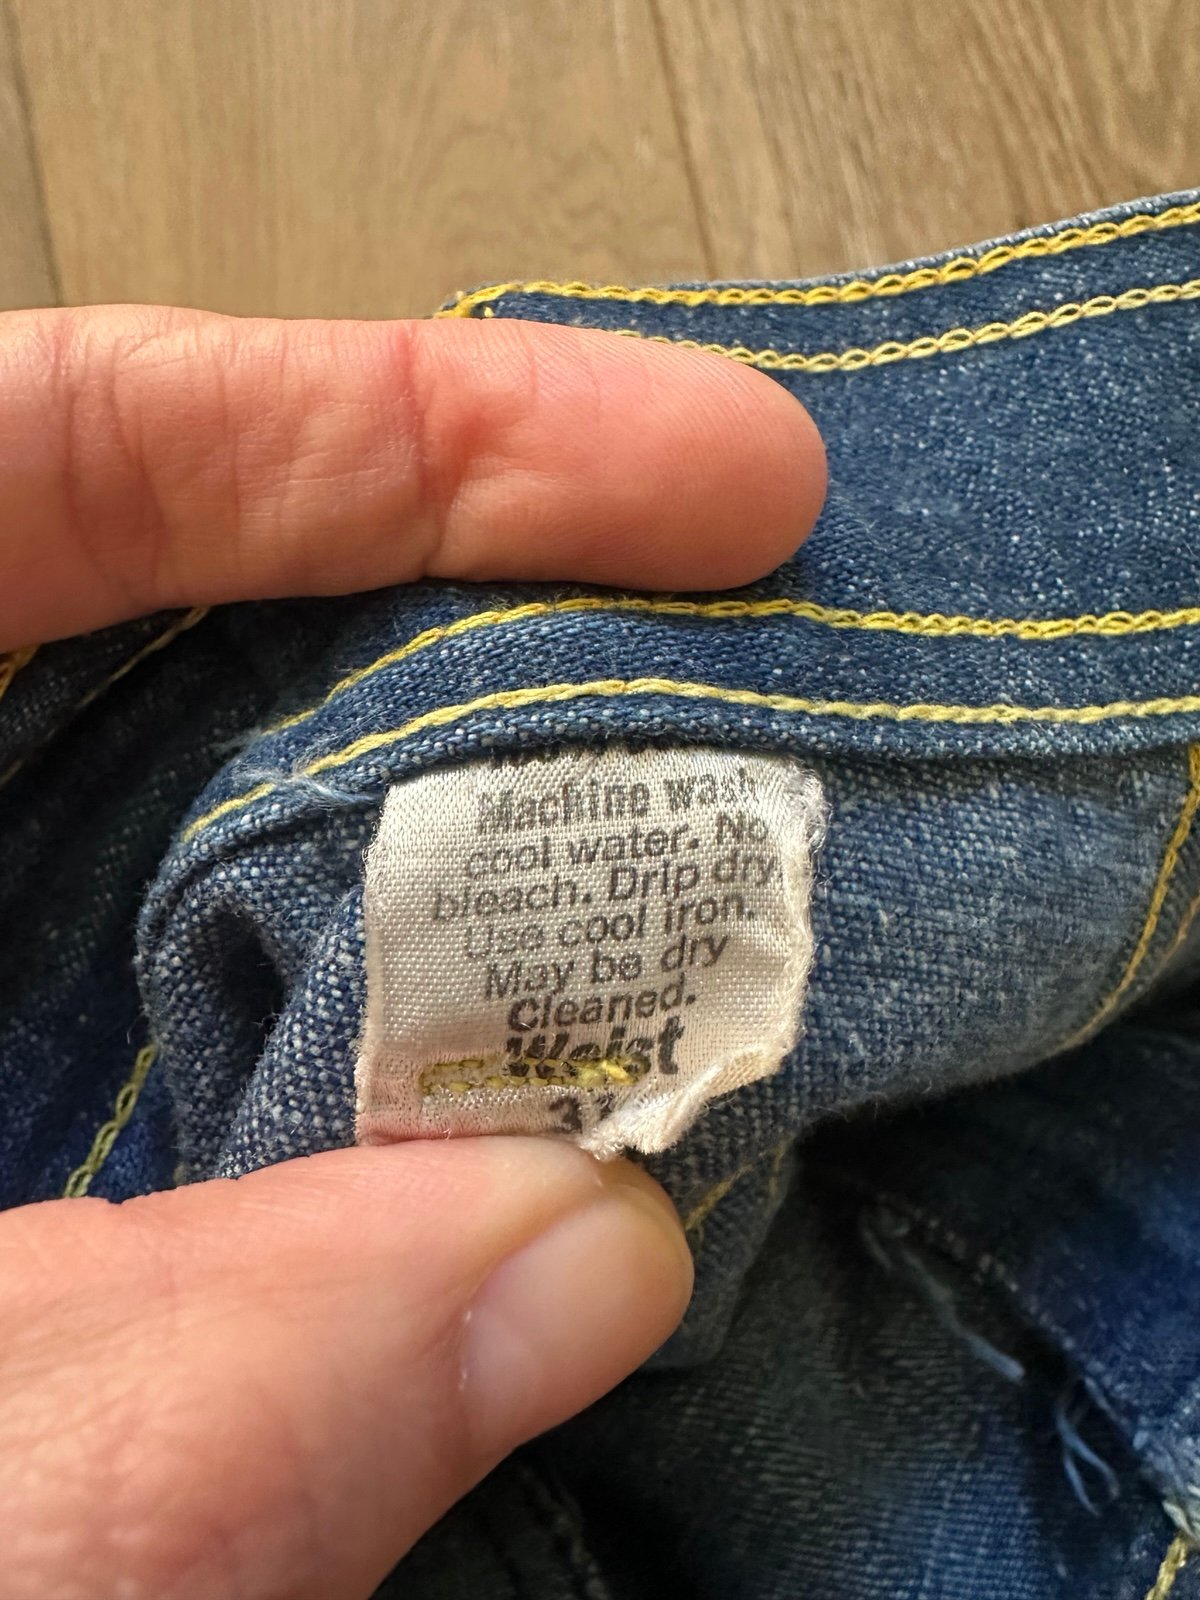 Machine wash
cool water. No
bleach. Drip dry.
Use cool iron.
May be dry
Cleaned.
Waist